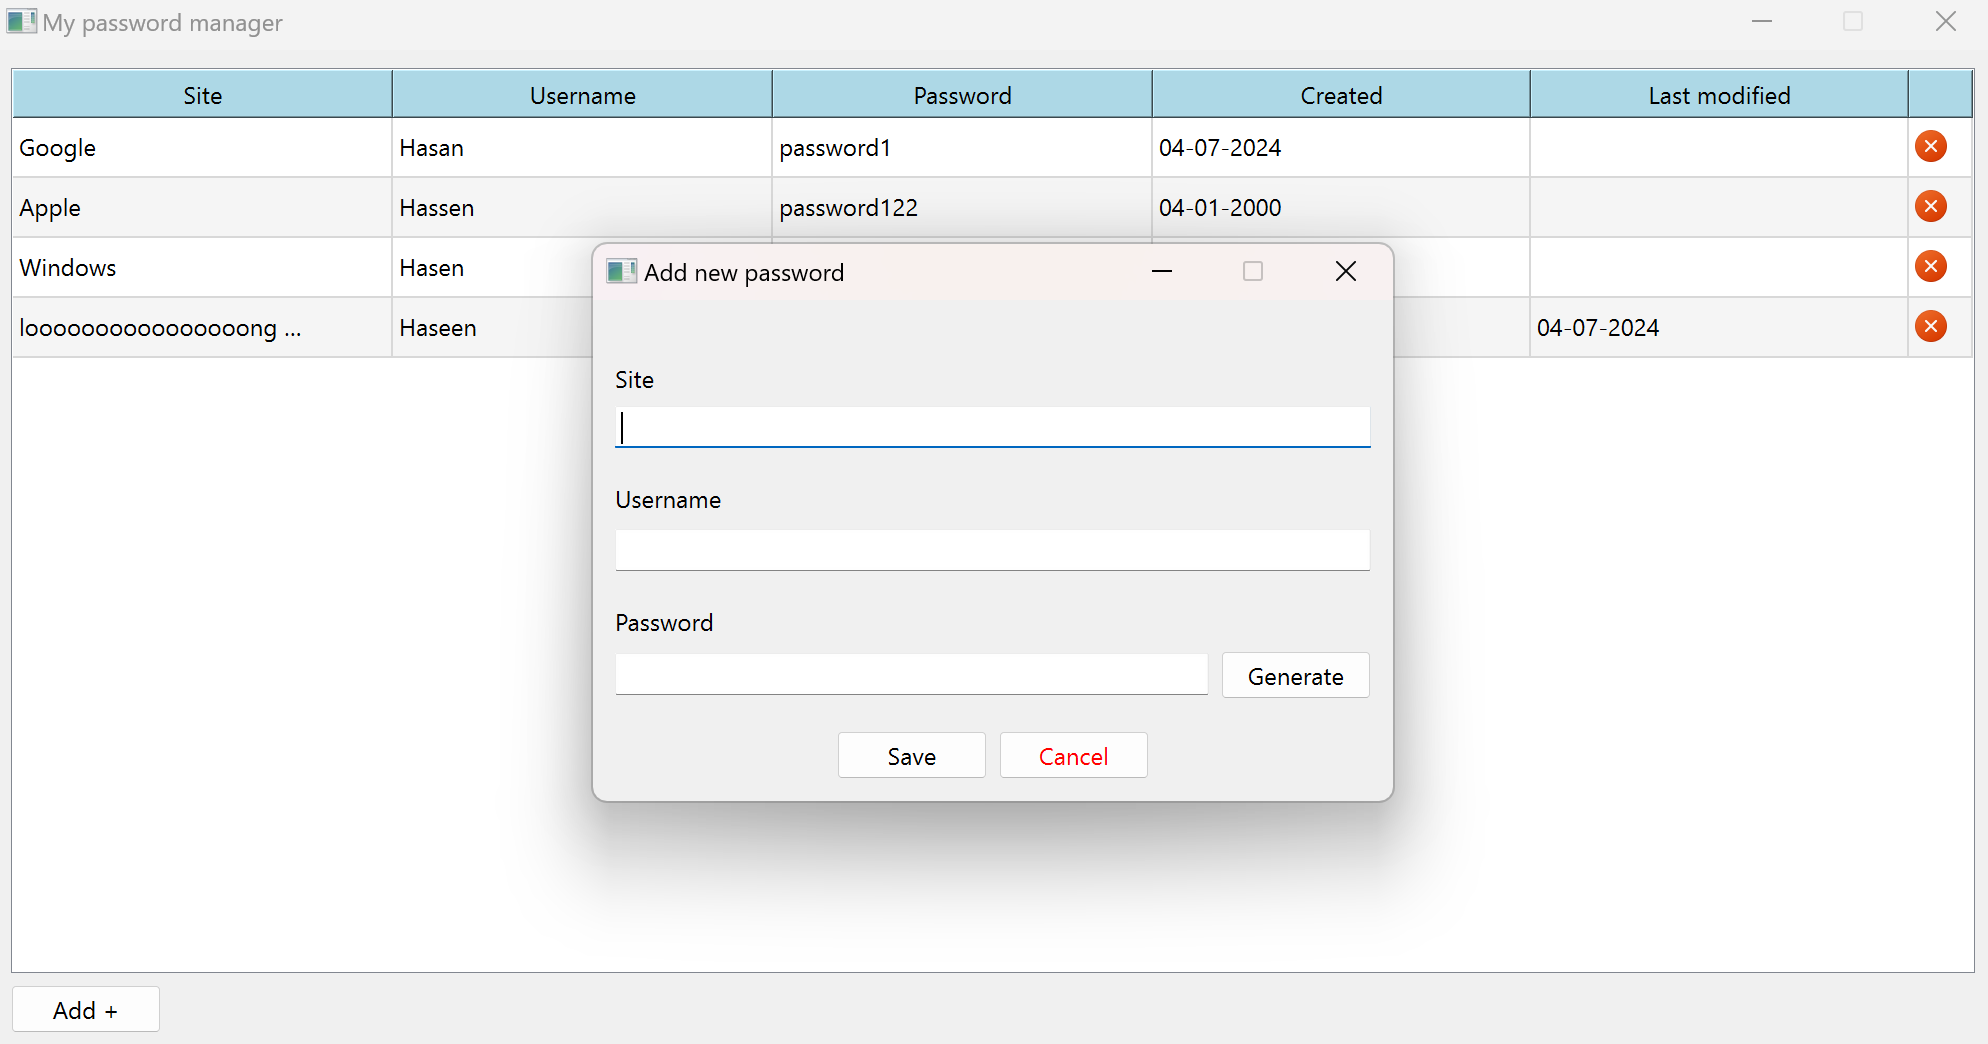 My password manager
Site Username Password Created Last modified
Google Hasan password1 04-07-2024
Apple Hassen password122 04-01-2000
Windows Hasen
looooooooooooooooong ... Haseen 04-07-2024
Add new password
Site
Username
Password
Generate
Save Cancel
Add +